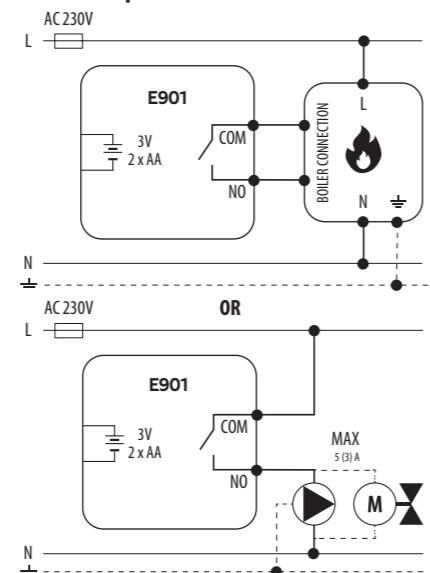 AC 230V
L
E901
3V
2 x AA
COM
NO
BOILER CONNECTION
L
N
N
AC 230V
OR
L
E901
3V
2 x AA
COM
NO
MAX
5 (3) A
M
N